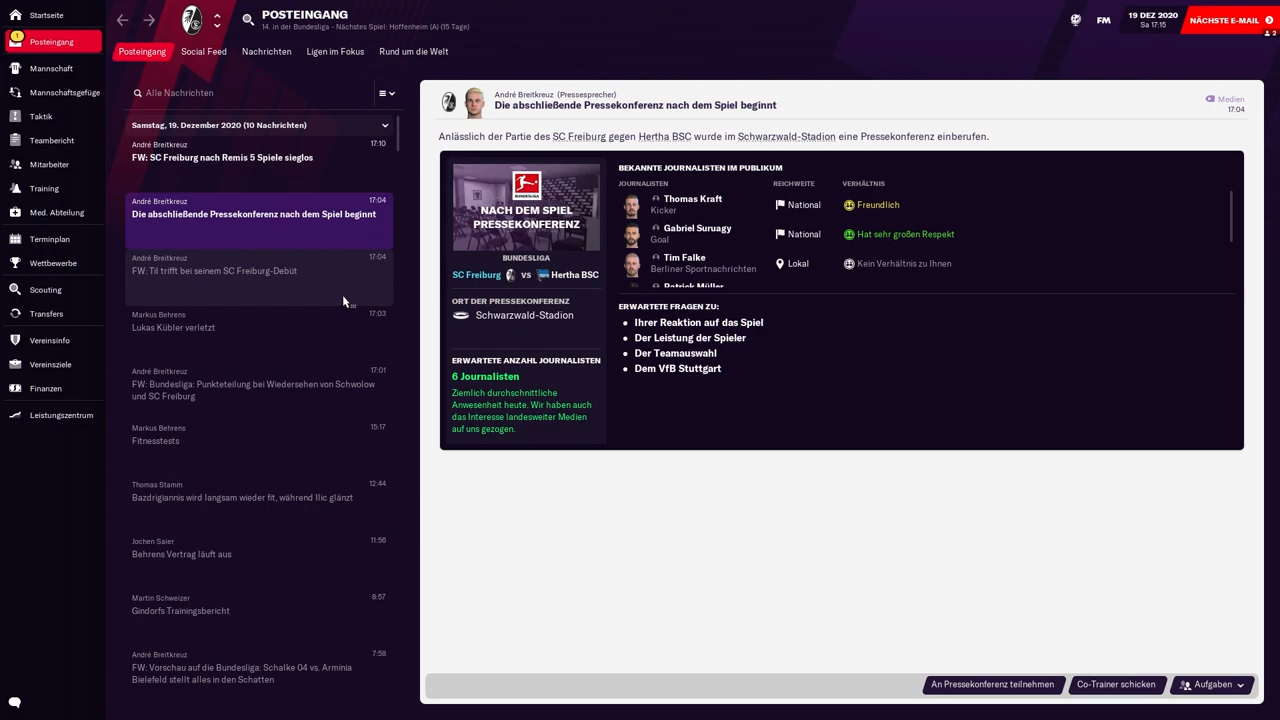 Startseite
1
Posteingang
Mannschaft
Mannschaftsgefüge
Taktik
Teambericht
Mitarbeiter
Training
Med. Abteilung
Terminplan
Wettbewerbe
Scouting
Transfers
Vereinsinfo
Vereinsziele
Finanzen
Leistungszentrum
POSTEINGANG
14. in der Bundesliga - Nächstes Spiel: Hoffenheim (A) (15 Tage)
FM
19 DEZ 2020
Sa 17:15
NÄCHSTE E-MAIL
2
Posteingang
Social Feed
Nachrichten
Ligen im Fokus
Rund um die Welt
Alle Nachrichten
Samstag, 19. Dezember 2020 (10 Nachrichten)
André Breitkreuz 17:10
FW: SC Freiburg nach Remis 5 Spiele sieglos
André Breitkreuz 17:04
Die abschließende Pressekonferenz nach dem Spiel beginnt
André Breitkreuz 17:04
FW: Til trifft bei seinem SC Freiburg-Debüt
Markus Behrens 17:03
Lukas Kübler verletzt
André Breitkreuz 17:01
FW: Bundesliga: Punkteteilung bei Wiedersehen von Schwolow
und SC Freiburg
Markus Behrens 15:17
Fitnesstests
Thomas Stamm 12:44
Bazdrigiannis wird langsam wieder fit, während Ilic glänzt
Jochen Saier 11:56
Behrens Vertrag läuft aus
Martin Schweizer 8:57
Gindorfs Trainingsbericht
André Breitkreuz 7:58
FW: Vorschau auf die Bundesliga: Schalke 04 vs. Arminia
Bielefeld stellt alles in den Schatten
André Breitkreuz (Pressesprecher)
Die abschließende Pressekonferenz nach dem Spiel beginnt
Medien
17:04
Anlässlich der Partie des SC Freiburg gegen Hertha BSC wurde im Schwarzwald-Stadion eine Pressekonferenz einberufen.
BUNDESLIGA
NACH DEM SPIEL
PRESSEKONFERENZ
BUNDESLIGA
SC Freiburg VS Hertha BSC
ORT DER PRESSEKONFERENZ
Schwarzwald-Stadion
ERWARTETE ANZAHL JOURNALISTEN
6 Journalisten
Ziemlich durchschnittliche
Anwesenheit heute. Wir haben auch
das Interesse landesweiter Medien
auf uns gezogen.
BEKANNTE JOURNALISTEN IM PUBLIKUM
JOURNALISTEN REICHWEITE VERHÄLTNIS
Thomas Kraft
Kicker
National
Freundlich
Gabriel Suruagy
Goal
National
Hat sehr großen Respekt
Tim Falke
Berliner Sportnachrichten
Lokal
Kein Verhältnis zu Ihnen
Patrick Müller
ERWARTETE FRAGEN ZU:
Ihrer Reaktion auf das Spiel
Der Leistung der Spieler
Der Teamauswahl
Dem VfB Stuttgart
An Pressekonferenz teilnehmen
Co-Trainer schicken
Aufgaben